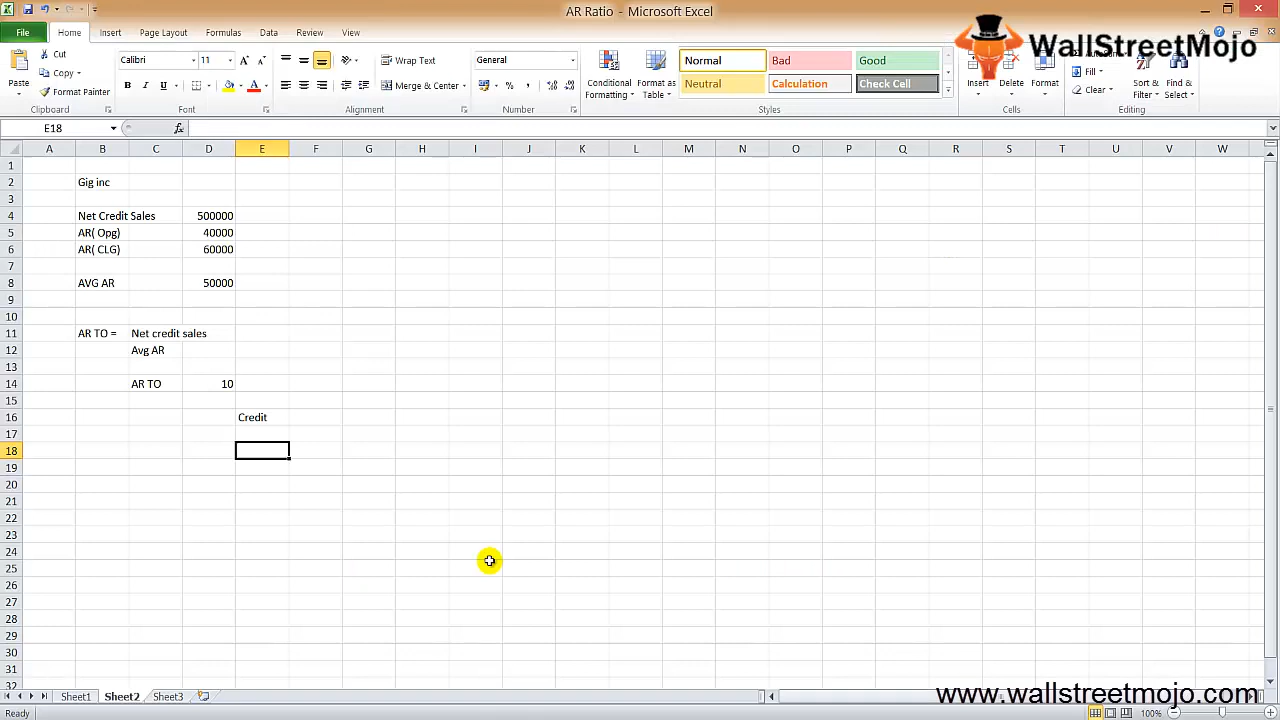 AR Ratio - Microsoft Excel
File Home Insert Page Layout Formulas Data Review View
WallStreetMojo
Paste
Cut
Copy
Format Painter
Clipboard
Calibri 11
B I U
Font
Wrap Text
Merge & Center
Alignment
General
Number
Conditional Formatting
Format as Table
Normal Bad Good
Neutral Calculation Check Cell
Styles
Insert Delete Format
Cells
Fill
Clear
Sort & Filter
Find & Select
Editing
E18 fx
A B C D E F G H I J K L M N O P Q R S T U V W
1
2 Gig inc
3
4 Net Credit Sales 500000
5 AR( Opg) 40000
6 AR( CLG) 60000
7
8 AVG AR 50000
9
10
11 AR TO = Net credit sales
12 Avg AR
13
14 AR TO 10
15
16 Credit
17
18
19
20
21
22
23
24
25
26
27
28
29
30
31
32
Sheet1 Sheet2 Sheet3
www.wallstreetmojo.com
Ready 100%